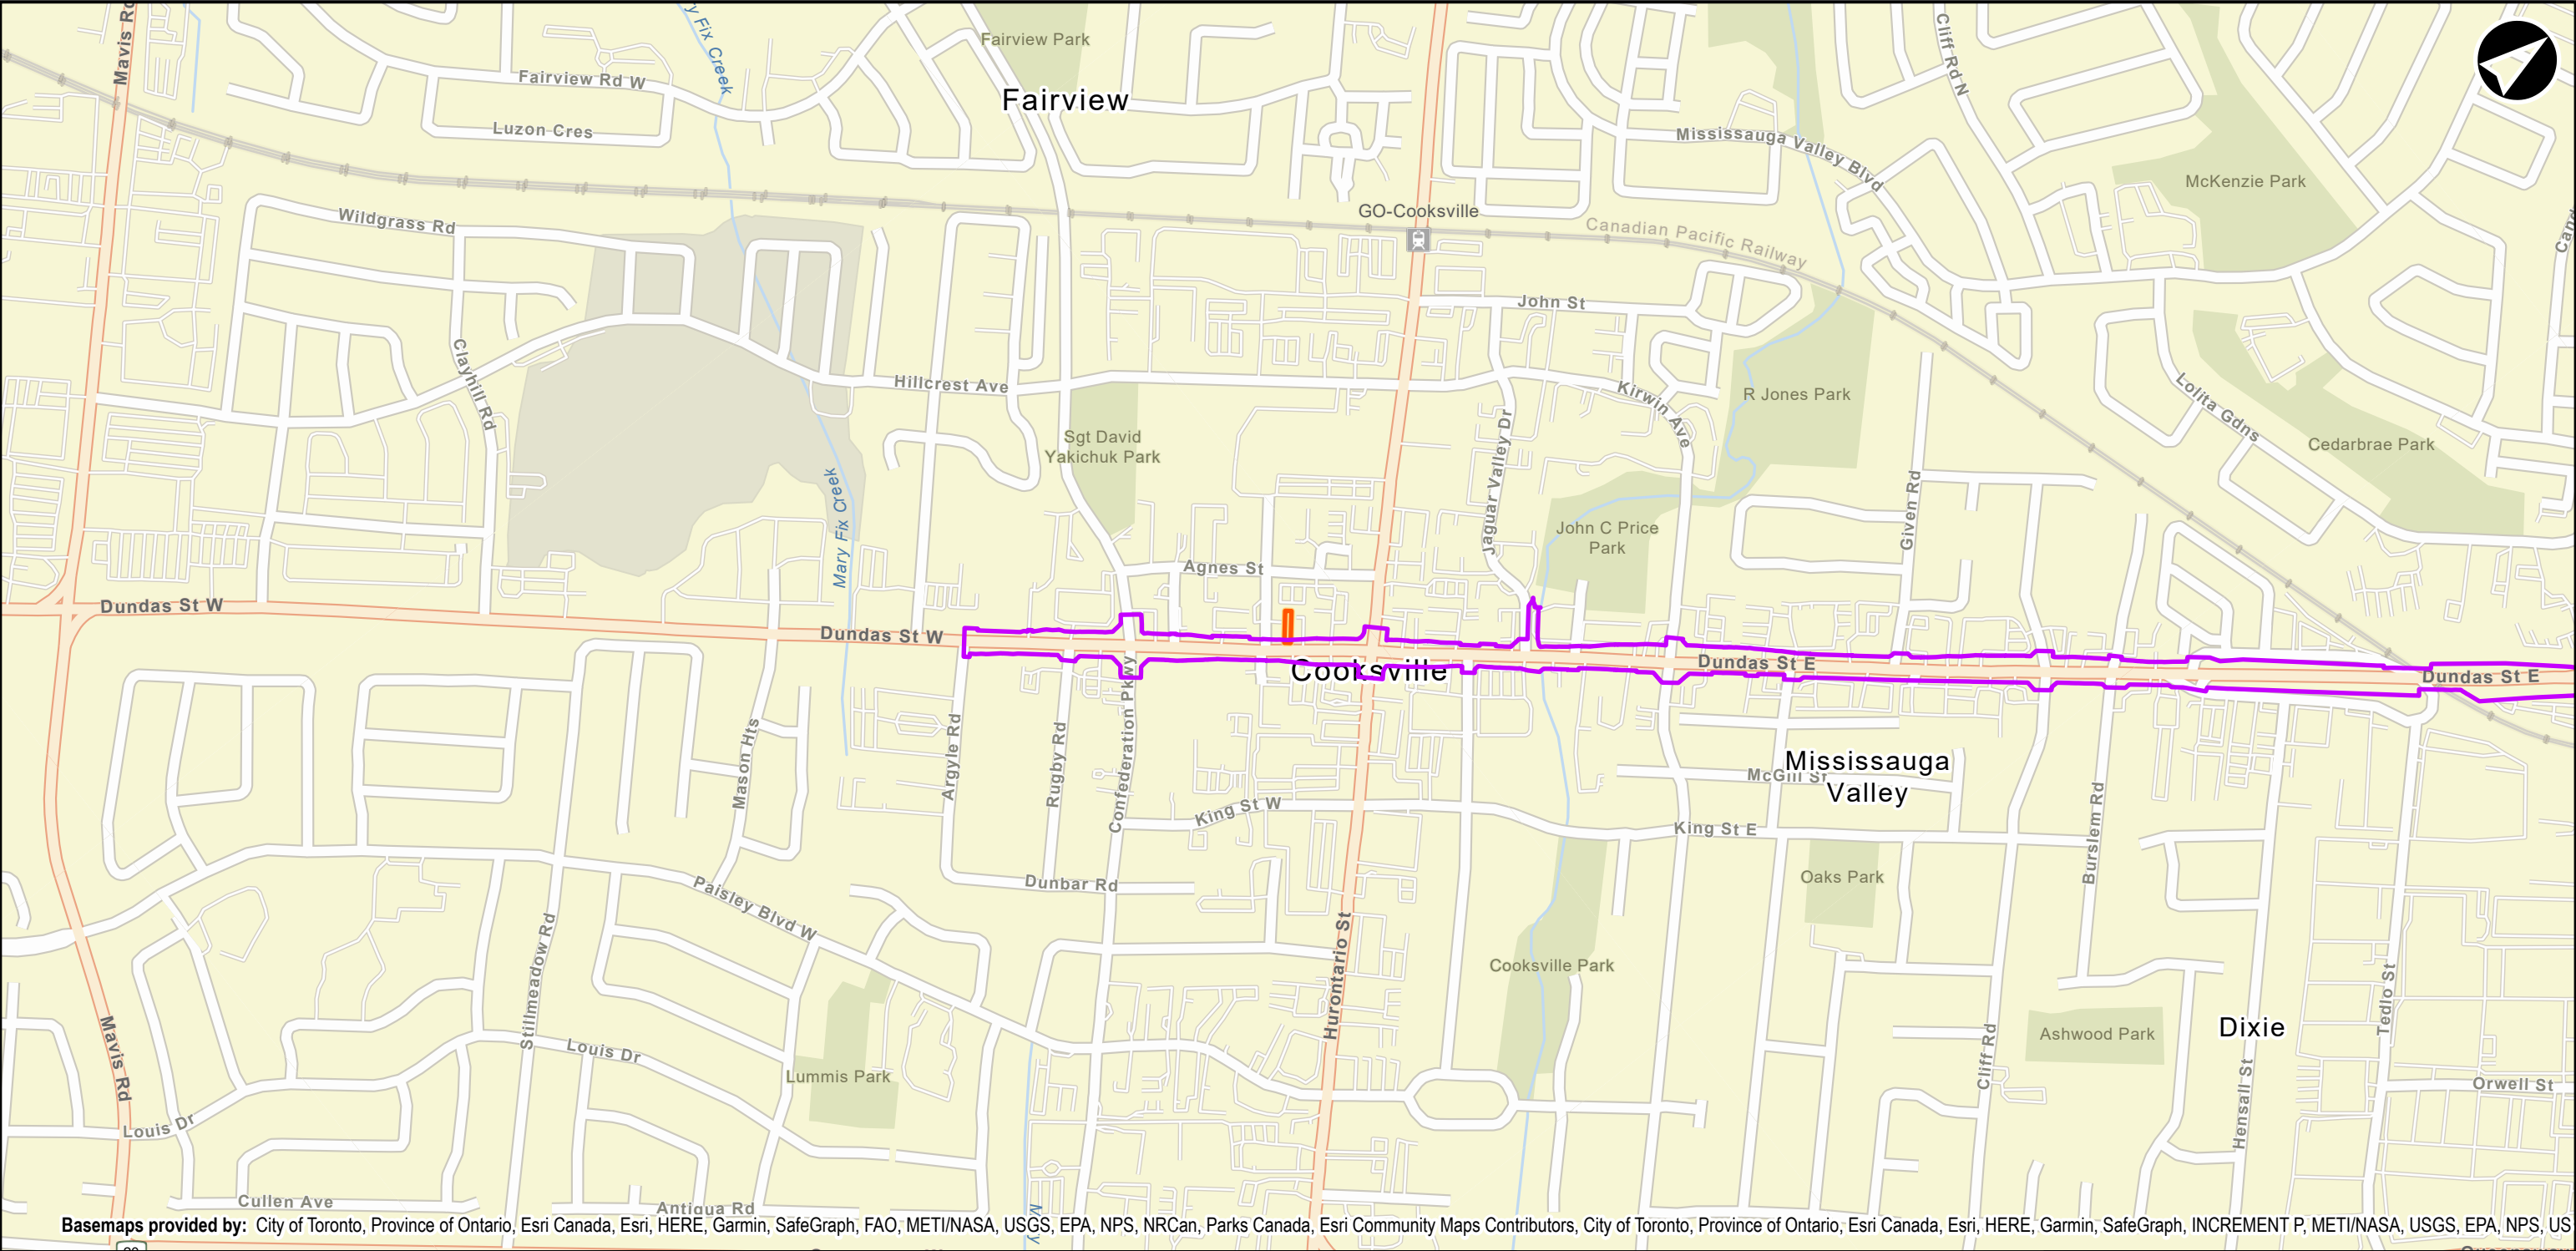 Mavis Rd
y Fix Creek
Fairview Park
Cliff Rd N
Fairview Rd W
Fairview
Luzon Cres
Mississauga Valley Blvd
McKenzie Park
Wildgrass Rd
GO-Cooksville
Canadian Pacific Railway
Cand
John St
Clayhill Rd
Hillcrest Ave
Kirwin Ave
R Jones Park
Lolita Gdns
Sgt David
Yakichuk Park
Cedarbrae Park
Jaguar Valley Dr
Given Rd
Mary Fix Creek
John C Price
Park
Agnes St
Dundas St W
Dundas St W
Cooksville
Dundas St E
Dundas St E
Argyle Rd
Rugby Rd
Confederation Pkwy
Mason Hts
Mississauga
Valley
McGill St
King St W
King St E
Burslem Rd
Dunbar Rd
Paisley Blvd W
Oaks Park
Stillmeadow Rd
Hurontario St
Cooksville Park
Tedlo St
Mavis Rd
Louis Dr
Lummis Park
Cliff Rd
Ashwood Park
Dixie
Hensall St
Orwell St
Louis Dr
Cullen Ave
Antigua Rd
Basemaps provided by: City of Toronto, Province of Ontario, Esri Canada, Esri, HERE, Garmin, SafeGraph, FAO, METI/NASA, USGS, EPA, NPS, NRCan, Parks Canada, Esri Community Maps Contributors, City of Toronto, Province of Ontario, Esri Canada, Esri, HERE, Garmin, SafeGraph, INCREMENT P, METI/NASA, USGS, EPA, NPS, US